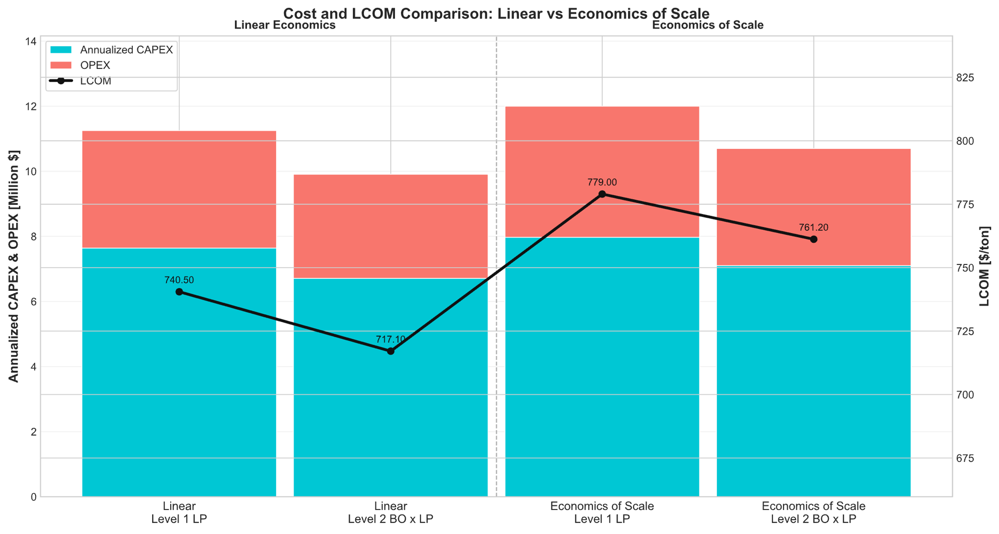 Cost and LCOM Comparison: Linear vs Economics of Scale
Linear Economics
Economics of Scale
Annualized CAPEX
OPEX
LCOM
Annualized CAPEX & OPEX [Million $]
14
12
10
8
6
4
2
0
740.50
717.10
779.00
761.20
825
800
775
750
725
700
675
LCOM [$/ton]
Linear
Level 1 LP
Linear
Level 2 BO x LP
Economics of Scale
Level 1 LP
Economics of Scale
Level 2 BO x LP